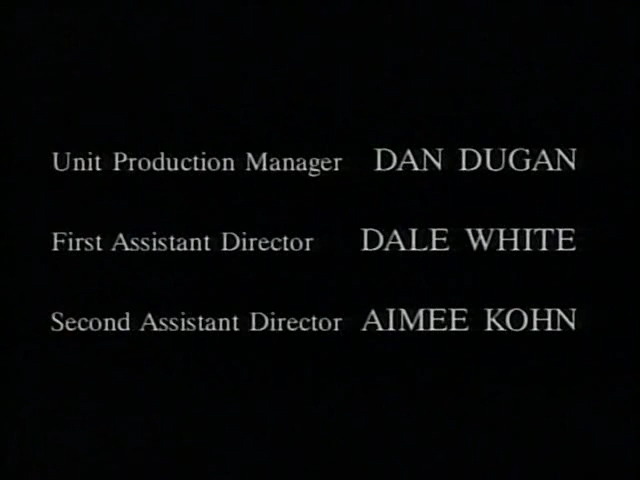 Unit Production Manager DAN DUGAN
First Assistant Director DALE WHITE
Second Assistant Director AIMEE KOHN